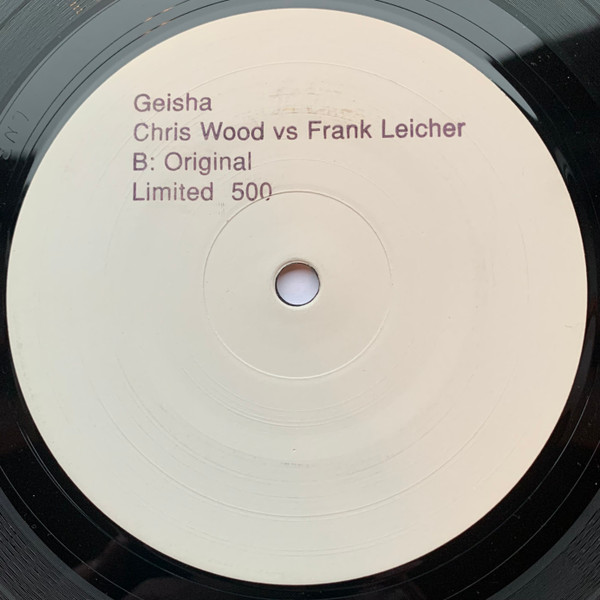 Geisha
Chris Wood vs Frank Leicher
B: Original
Limited 500